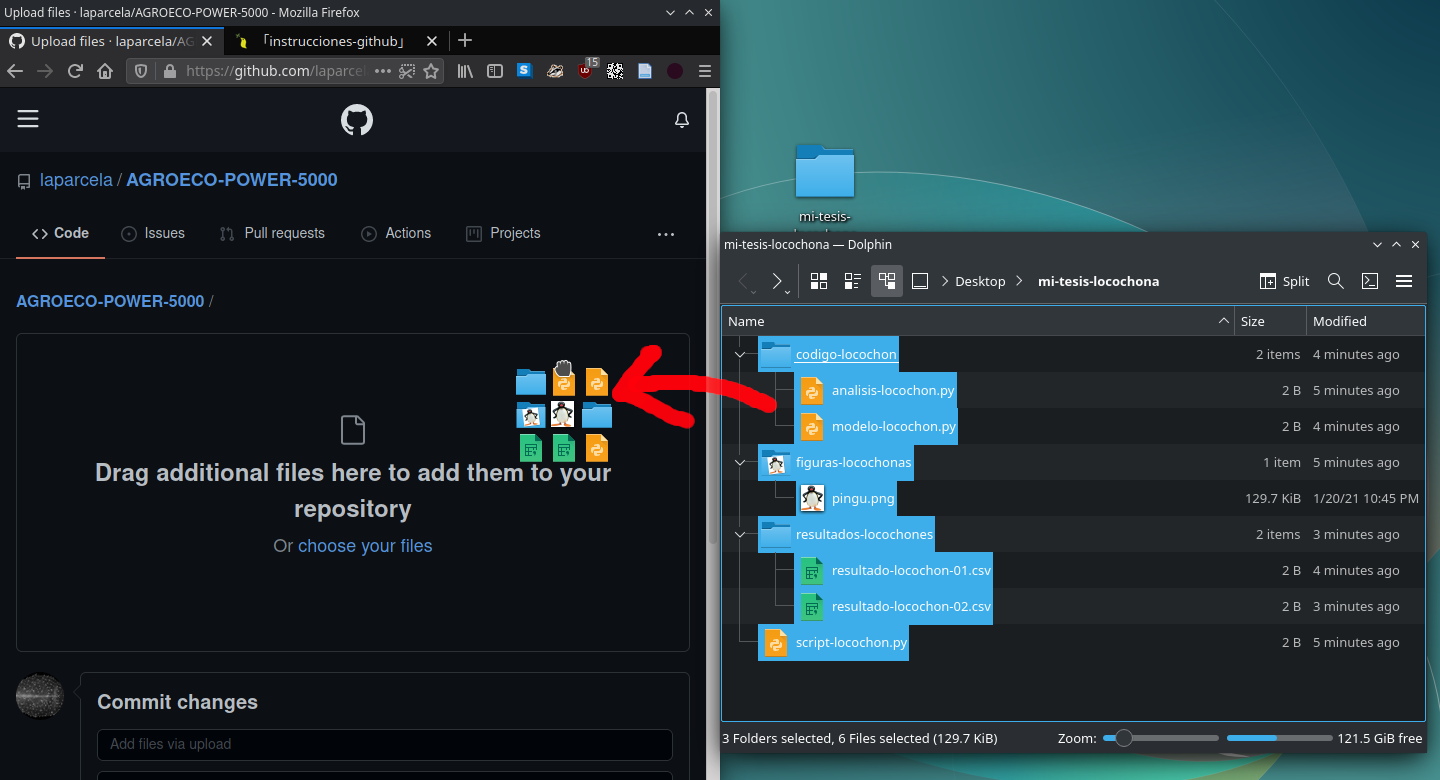 Upload files · laparcela/AGROECO-POWER-5000 - Mozilla Firefox
Upload files · laparcela/AG
「instrucciones-github」
https://github.com/laparcel
S
uo
15
laparcela / AGROECO-POWER-5000
Code
Issues
Pull requests
Actions
Projects
AGROECO-POWER-5000 /
Drag additional files here to add them to your
repository
Or choose your files
Commit changes
Add files via upload
mi-tesis-
mi-tesis-locochona — Dolphin
Desktop
mi-tesis-locochona
Split
Name
Size
Modified
codigo-locochon
2 items
4 minutes ago
analisis-locochon.py
2 B
5 minutes ago
modelo-locochon.py
2 B
4 minutes ago
figuras-locochonas
1 item
5 minutes ago
pingu.png
129.7 KiB
1/20/21 10:45 PM
resultados-locochones
2 items
3 minutes ago
resultado-locochon-01.csv
2 B
4 minutes ago
resultado-locochon-02.csv
2 B
3 minutes ago
script-locochon.py
2 B
5 minutes ago
3 Folders selected, 6 Files selected (129.7 KiB)
Zoom:
121.5 GiB free